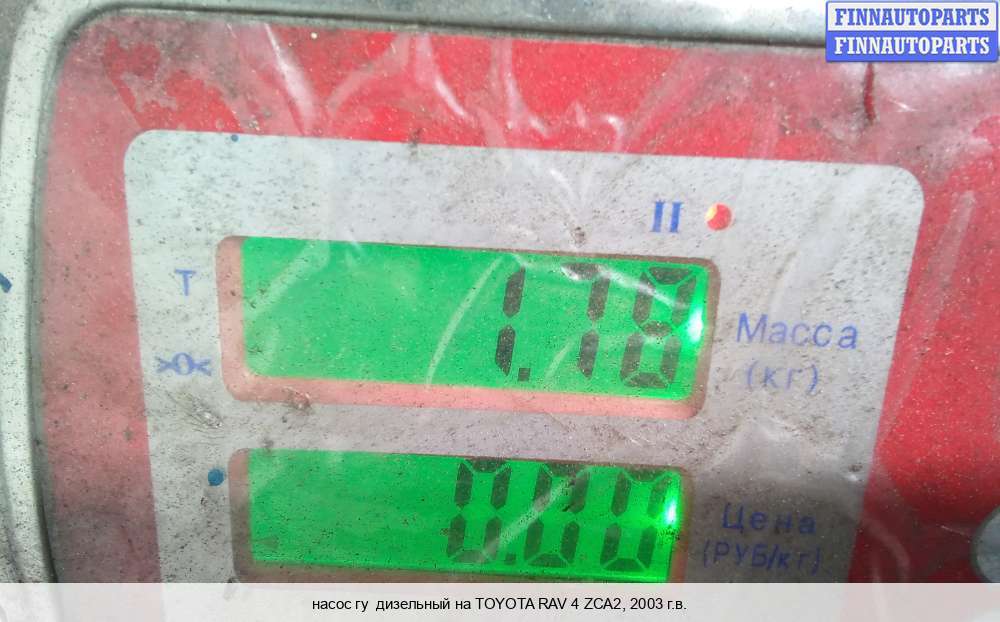 FINNAUTOPARTS
FINNAUTOPARTS
II
T
1.78
Масса
(кг)
>0<
0.00
Цена
(РУБ/кг)
насос гу дизельный на TOYOTA RAV 4 ZCA2, 2003 г.в.